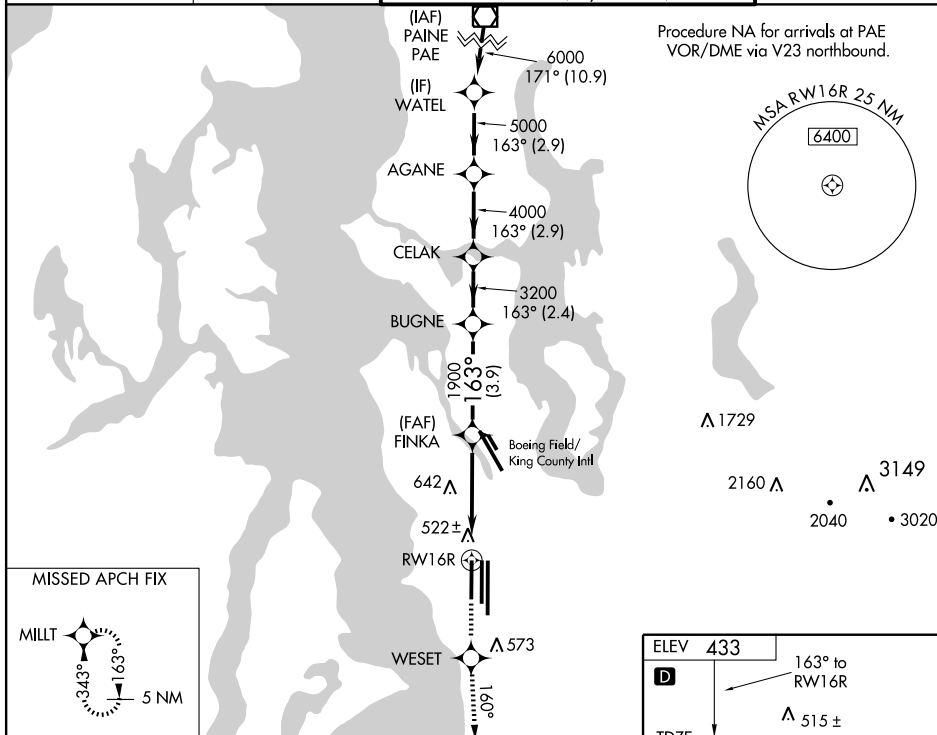 (IAF)
PAINE
PAE
Procedure NA for arrivals at PAE
VOR/DME via V23 northbound.
6000
171° (10.9)
(IF)
WATEL
MSA RW16R 25 NM
6400
5000
163° (2.9)
AGANE
4000
163° (2.9)
CELAK
3200
163° (2.4)
BUGNE
1900
163°
(3.9)
(FAF)
FINKA
Boeing Field/
King County Intl
1729
642
2160
3149
2040
3020
522±
RW16R
MISSED APCH FIX
MILLT
343°
163°
5 NM
WESET
573
160°
ELEV 433
D
163° to
RW16R
515 ±